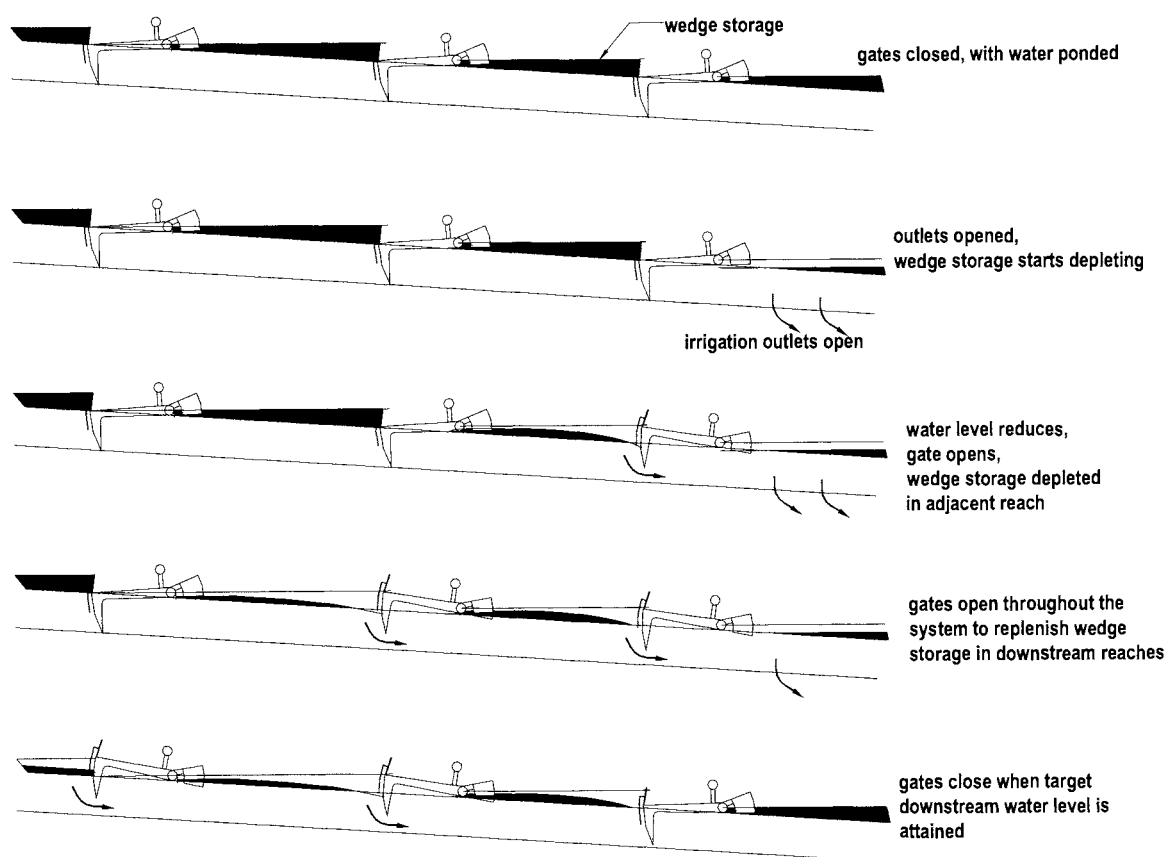 wedge storage
gates closed, with water ponded
outlets opened,
wedge storage starts depleting
irrigation outlets open
water level reduces,
gate opens,
wedge storage depleted
in adjacent reach
gates open throughout the
system to replenish wedge
storage in downstream reaches
gates close when target
downstream water level is
attained